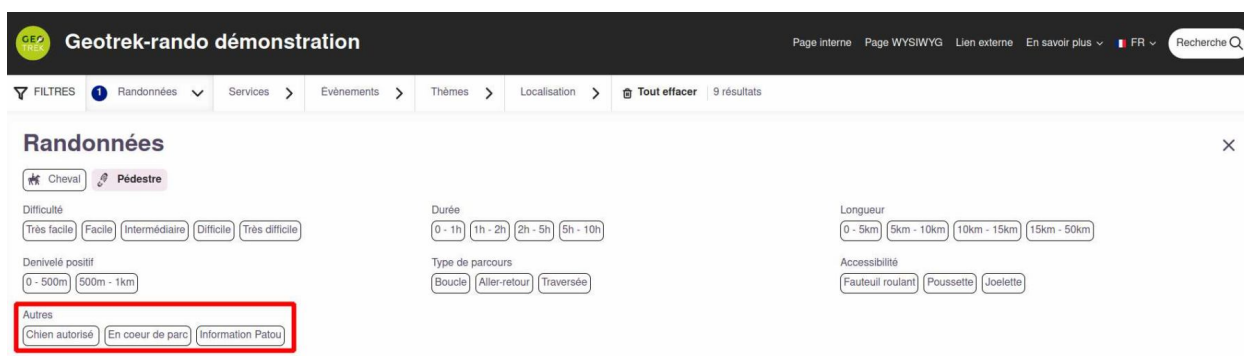 GEO TREK
Geotrek-rando démonstration
Page interne Page WYSIWYG Lien externe En savoir plus FR Recherche
FILTRES 1 Randonnées Services Evènements Thèmes Localisation Tout effacer 9 résultats
Randonnées
Cheval Pédestre
Difficulté Durée Longueur
Très facile Facile Intermédiaire Difficile Très difficile 0 - 1h 1h - 2h 2h - 5h 5h - 10h 0 - 5km 5km - 10km 10km - 15km 15km - 50km
Denivelé positif Type de parcours Accessibilité
0 - 500m 500m - 1km Boucle Aller-retour Traversée Fauteuil roulant Poussette Joelette
Autres
Chien autorisé En coeur de parc Information Patou